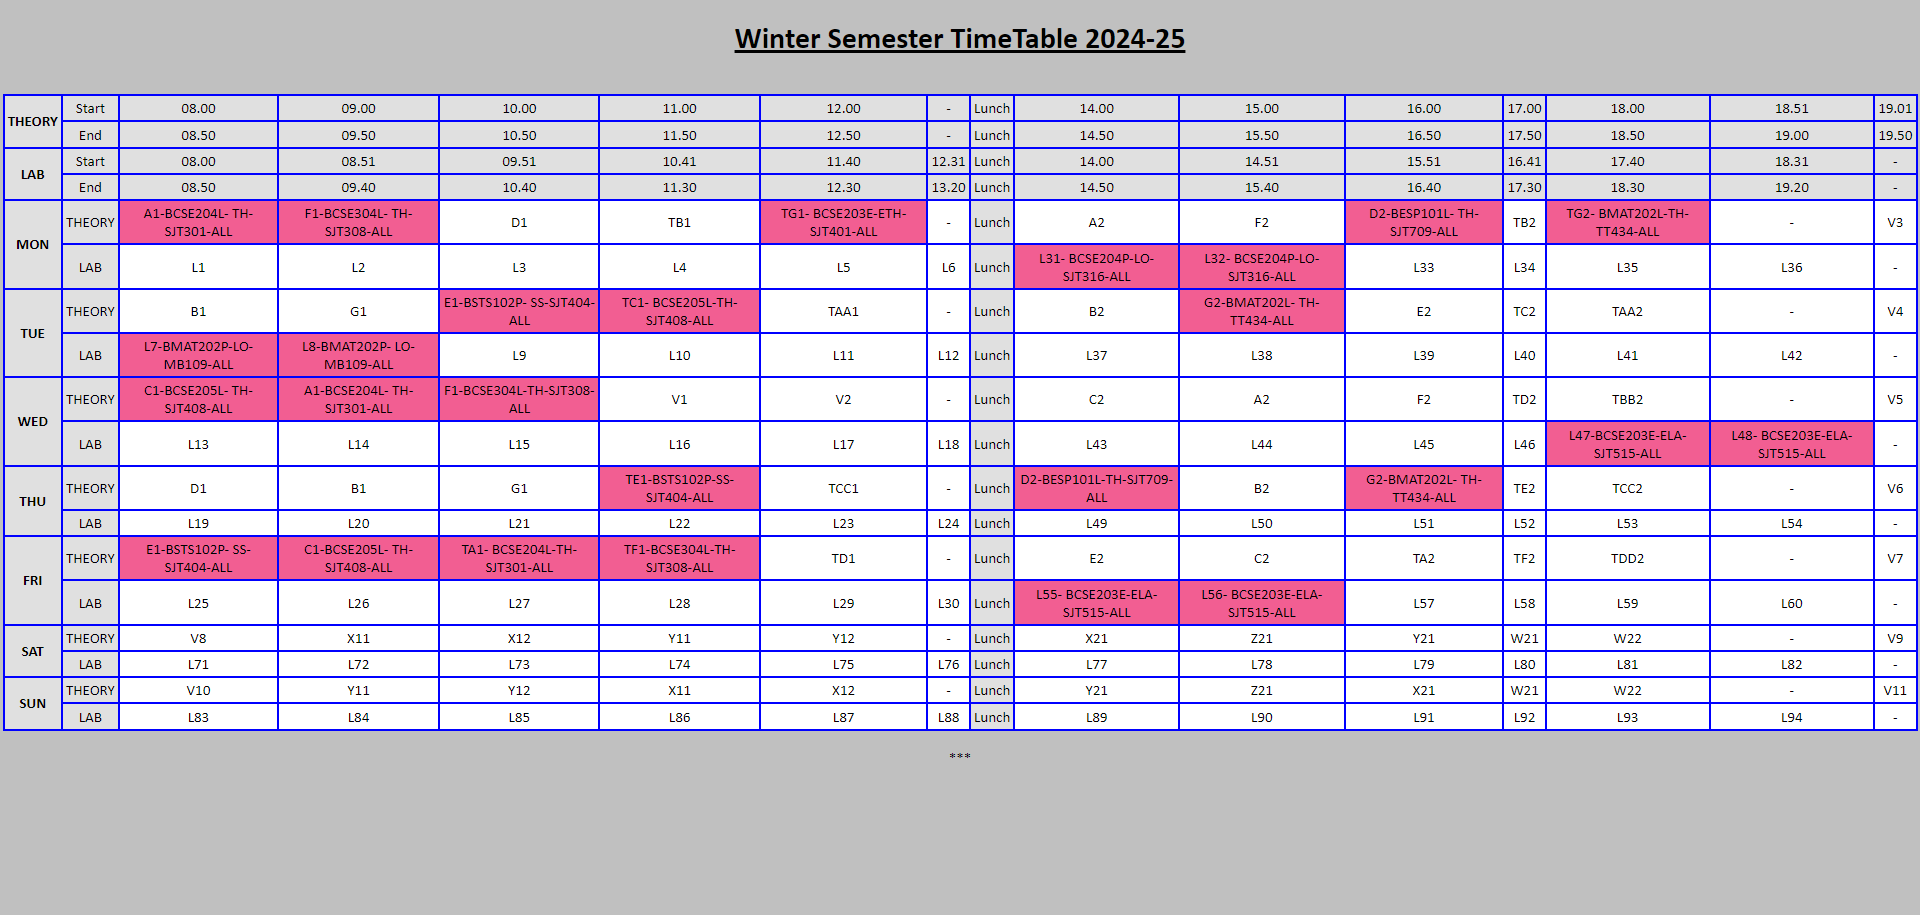 Winter Semester TimeTable 2024-25
THEORY Start 08.00 09.00 10.00 11.00 12.00 - Lunch 14.00 15.00 16.00 17.00 18.00 18.51 19.01
End 08.50 09.50 10.50 11.50 12.50 - Lunch 14.50 15.50 16.50 17.50 18.50 19.00 19.50
LAB Start 08.00 08.51 09.51 10.41 11.40 12.31 Lunch 14.00 14.51 15.51 16.41 17.40 18.31 -
End 08.50 09.40 10.40 11.30 12.30 13.20 Lunch 14.50 15.40 16.40 17.30 18.30 19.20 -
MON THEORY A1-BCSE204L- TH-SJT301-ALL F1-BCSE304L- TH-SJT308-ALL D1 TB1 TG1- BCSE203E-ETH-SJT401-ALL - Lunch A2 F2 D2-BESP101L- TH-SJT709-ALL TB2 TG2- BMAT202L-TH-TT434-ALL - V3
LAB L1 L2 L3 L4 L5 L6 Lunch L31- BCSE204P-LO-SJT316-ALL L32- BCSE204P-LO-SJT316-ALL L33 L34 L35 L36 -
TUE THEORY B1 G1 E1-BSTS102P- SS-SJT404-ALL TC1- BCSE205L-TH-SJT408-ALL TAA1 - Lunch B2 G2-BMAT202L- TH-TT434-ALL E2 TC2 TAA2 - V4
LAB L7-BMAT202P-LO-MB109-ALL L8-BMAT202P- LO-MB109-ALL L9 L10 L11 L12 Lunch L37 L38 L39 L40 L41 L42 -
WED THEORY C1-BCSE205L- TH-SJT408-ALL A1-BCSE204L- TH-SJT301-ALL F1-BCSE304L-TH-SJT308-ALL V1 V2 - Lunch C2 A2 F2 TD2 TBB2 - V5
LAB L13 L14 L15 L16 L17 L18 Lunch L43 L44 L45 L46 L47-BCSE203E-ELA-SJT515-ALL L48- BCSE203E-ELA-SJT515-ALL -
THU THEORY D1 B1 G1 TE1-BSTS102P-SS-SJT404-ALL TCC1 - Lunch D2-BESP101L-TH-SJT709-ALL B2 G2-BMAT202L- TH-TT434-ALL TE2 TCC2 - V6
LAB L19 L20 L21 L22 L23 L24 Lunch L49 L50 L51 L52 L53 L54 -
FRI THEORY E1-BSTS102P- SS-SJT404-ALL C1-BCSE205L- TH-SJT408-ALL TA1- BCSE204L-TH-SJT301-ALL TF1-BCSE304L-TH-SJT308-ALL TD1 - Lunch E2 C2 TA2 TF2 TDD2 - V7
LAB L25 L26 L27 L28 L29 L30 Lunch L55- BCSE203E-ELA-SJT515-ALL L56- BCSE203E-ELA-SJT515-ALL L57 L58 L59 L60 -
SAT THEORY V8 X11 X12 Y11 Y12 - Lunch X21 Z21 Y21 W21 W22 - V9
LAB L71 L72 L73 L74 L75 L76 Lunch L77 L78 L79 L80 L81 L82 -
SUN THEORY V10 Y11 Y12 X11 X12 - Lunch Y21 Z21 X21 W21 W22 - V11
LAB L83 L84 L85 L86 L87 L88 Lunch L89 L90 L91 L92 L93 L94 -
***